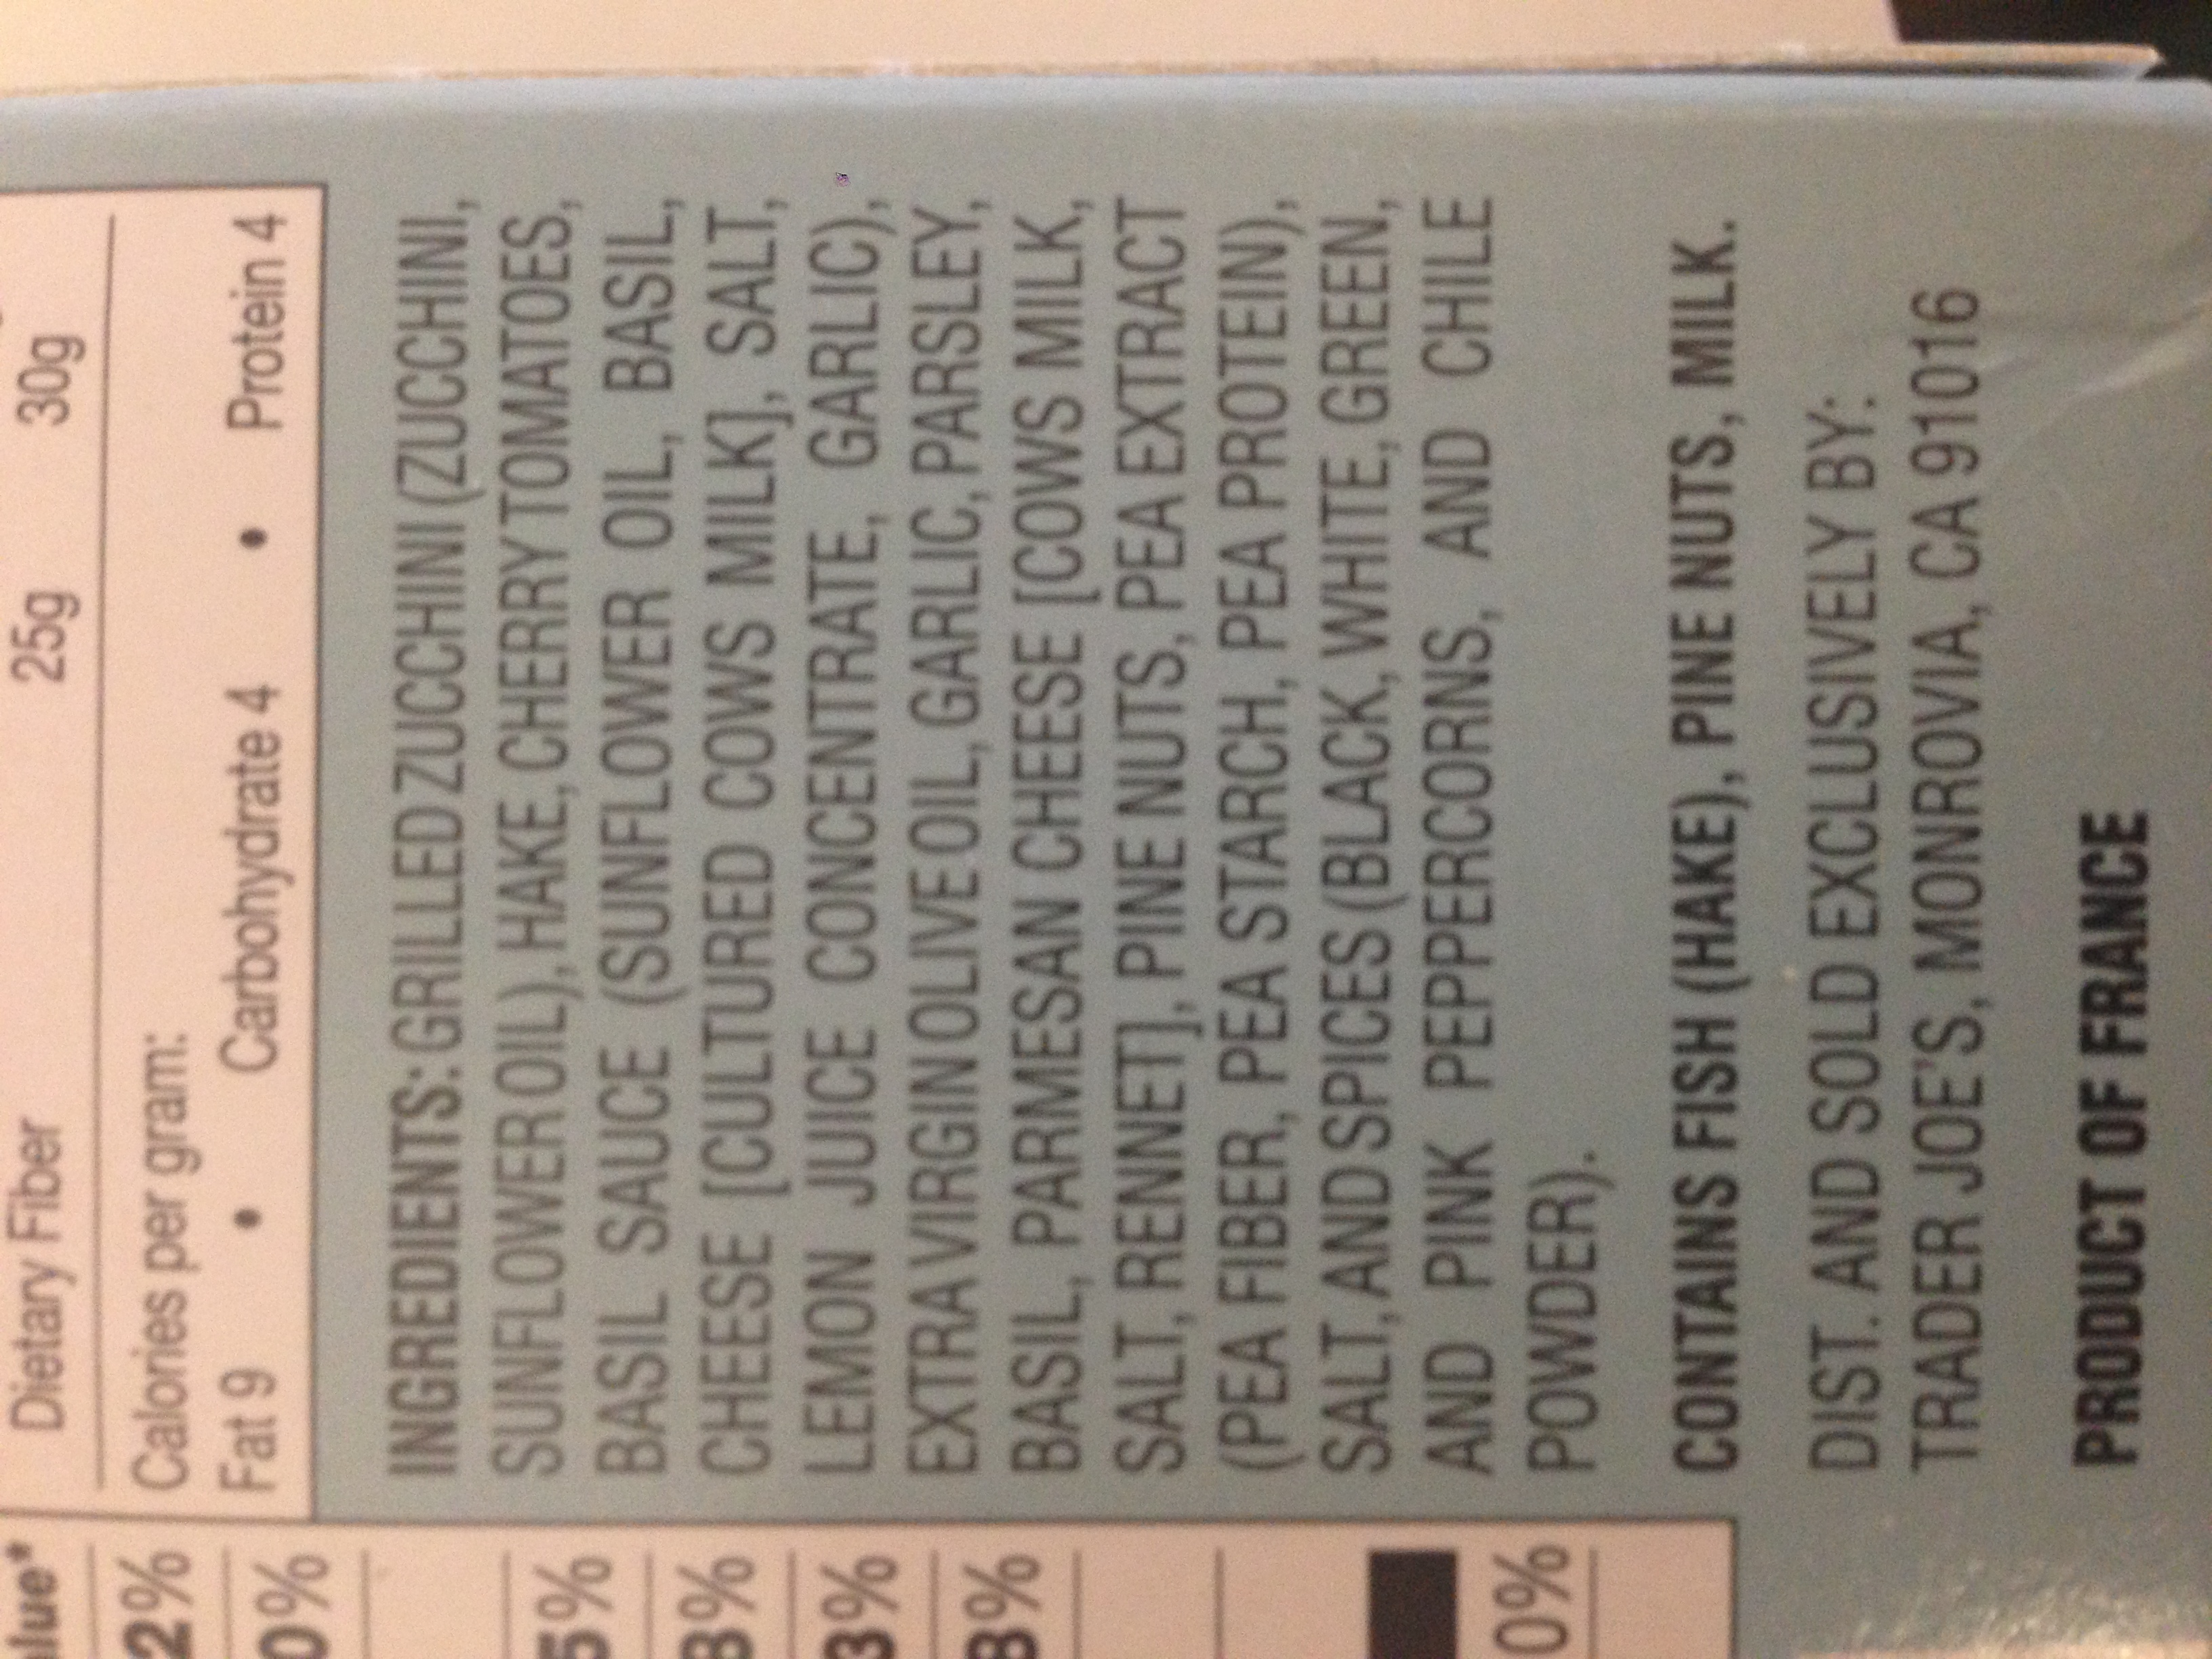 Dietary Fiber 25g 30g
Calories per gram:
Fat 9 • Carbohydrate 4 • Protein 4
2%
0%
5%
8%
3%
8%
0%
INGREDIENTS: GRILLED ZUCCHINI (ZUCCHINI,
SUNFLOWER OIL), HAKE, CHERRY TOMATOES,
BASIL SAUCE (SUNFLOWER OIL, BASIL,
CHEESE [CULTURED COWS MILK], SALT,
LEMON JUICE CONCENTRATE, GARLIC),
EXTRA VIRGIN OLIVE OIL, GARLIC, PARSLEY,
BASIL, PARMESAN CHEESE [COWS MILK,
SALT, RENNET], PINE NUTS, PEA EXTRACT
(PEA FIBER, PEA STARCH, PEA PROTEIN),
SALT, AND SPICES (BLACK, WHITE, GREEN,
AND PINK PEPPERCORNS, AND CHILE
POWDER).
CONTAINS FISH (HAKE), PINE NUTS, MILK.
DIST. AND SOLD EXCLUSIVELY BY:
TRADER JOE'S, MONROVIA, CA 91016
PRODUCT OF FRANCE